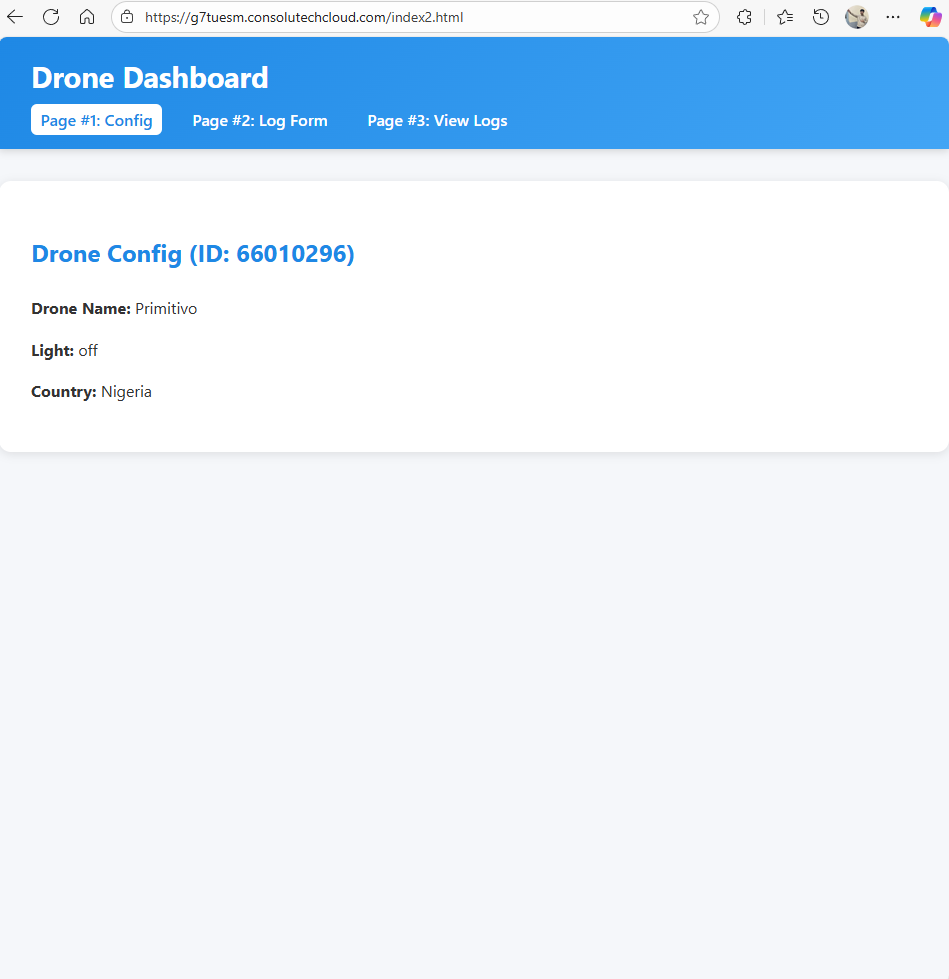 https://g7tuesm.consolutechcloud.com/index2.html
Drone Dashboard
Page #1: Config Page #2: Log Form Page #3: View Logs
Drone Config (ID: 66010296)
Drone Name: Primitivo
Light: off
Country: Nigeria